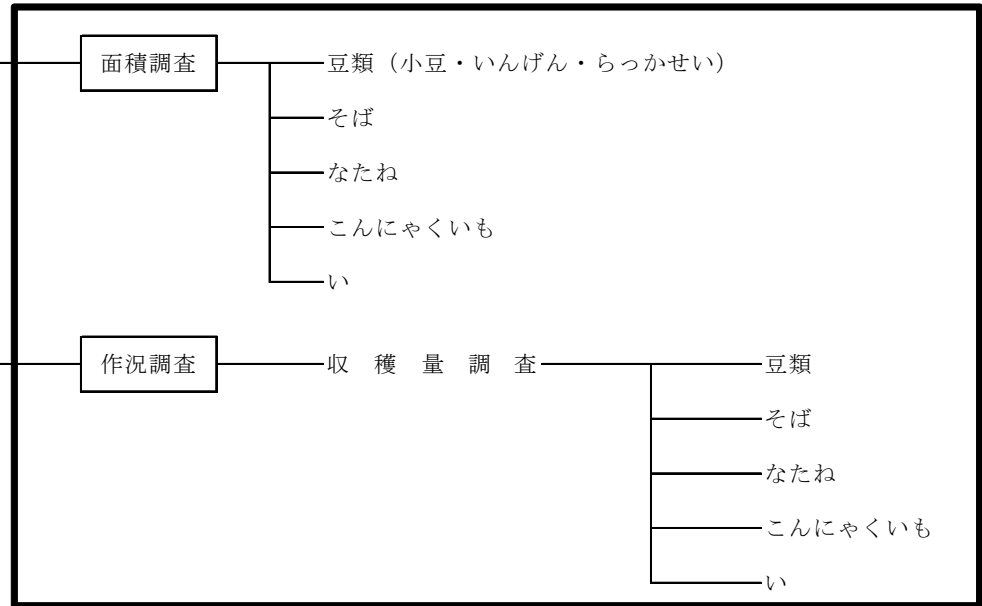 面積調査
豆類（小豆・いんげん・らっかせい）
そば
なたね
こんにゃくいも
い
作況調査
収穫量調査
豆類
そば
なたね
こんにゃくいも
い